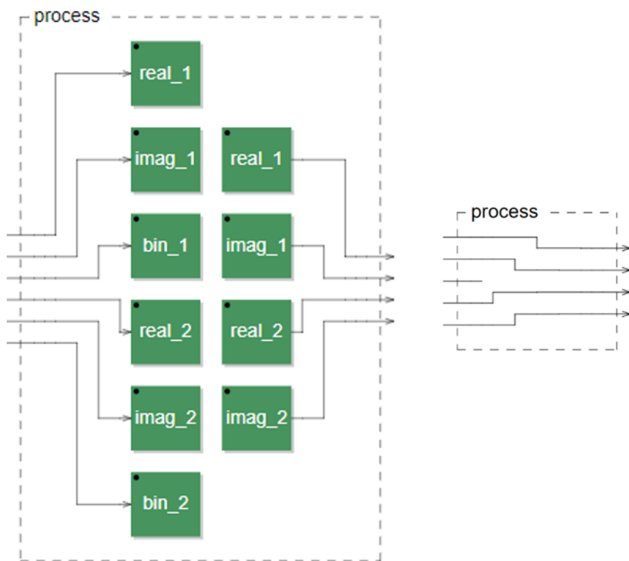 process
real_1
imag_1 real_1
process
bin_1 imag_1
real_2 real_2
imag_2 imag_2
bin_2